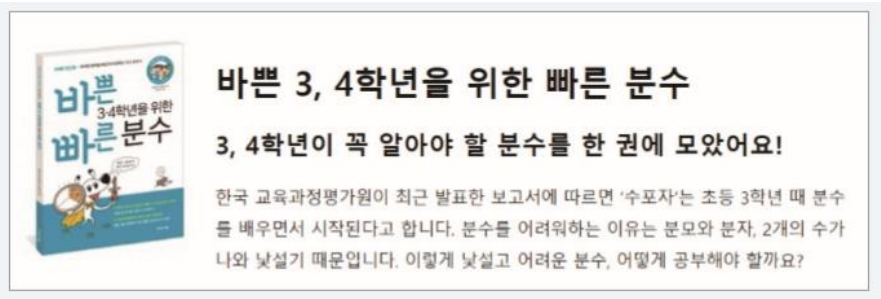 바쁜
3·4학년을 위한
빠른 분수
바쁜 3, 4학년을 위한 빠른 분수
3, 4학년이 꼭 알아야 할 분수를 한 권에 모았어요!
한국 교육과정평가원이 최근 발표한 보고서에 따르면 ‘수포자’는 초등 3학년 때 분수
를 배우면서 시작된다고 합니다. 분수를 어려워하는 이유는 분모와 분자, 2개의 수가
나와 낯설기 때문입니다. 이렇게 낯설고 어려운 분수, 어떻게 공부해야 할까요?